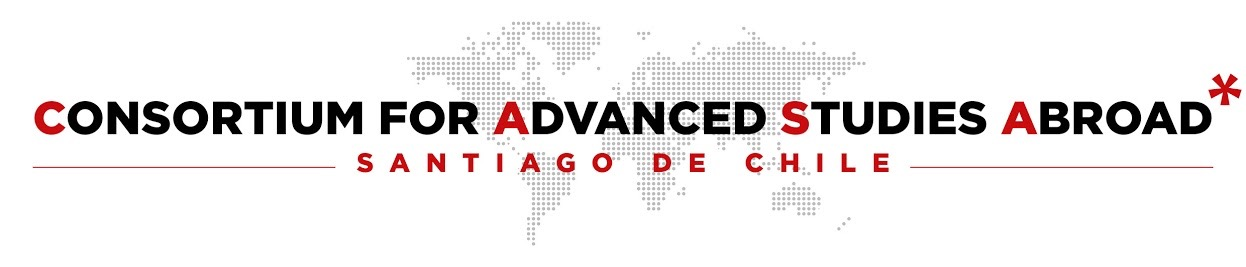 CONSORTIUM FOR ADVANCED STUDIES ABROAD*
SANTIAGO DE CHILE